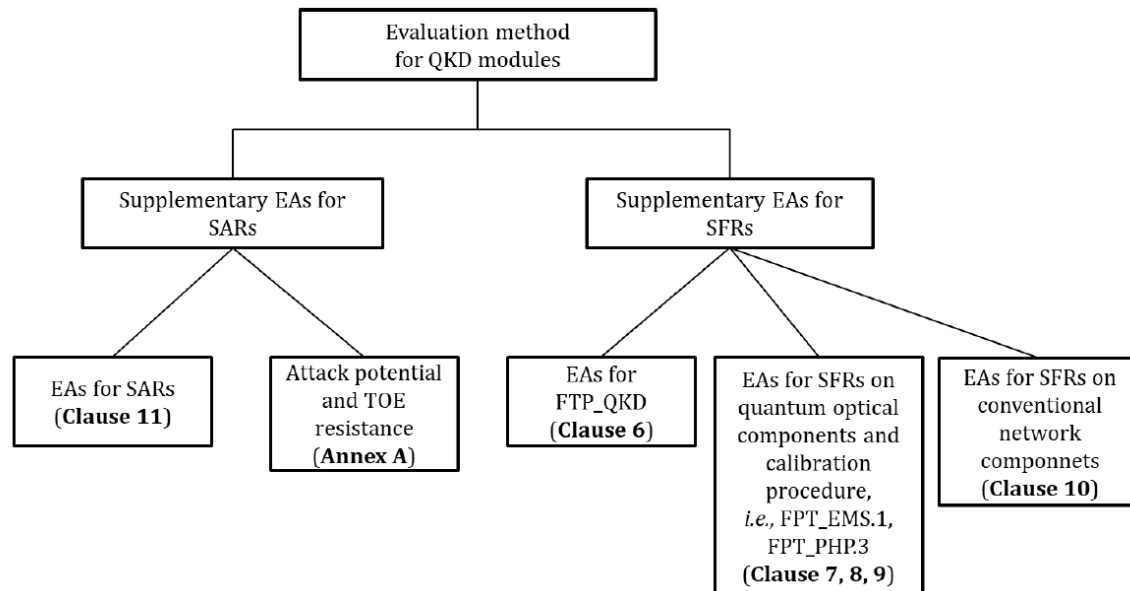 Evaluation method
for QKD modules
Supplementary EAs for
SARs
Supplementary EAs for
SFRs
EAs for SARs
(Clause 11)
Attack potential
and TOE
resistance
(Annex A)
EAs for
FTP_QKD
(Clause 6)
EAs for SFRs on
quantum optical
components and
calibration
procedure,
i.e., FPT_EMS.1,
FPT_PHP.3
(Clause 7, 8, 9)
EAs for SFRs on
conventional
network
componnets
(Clause 10)